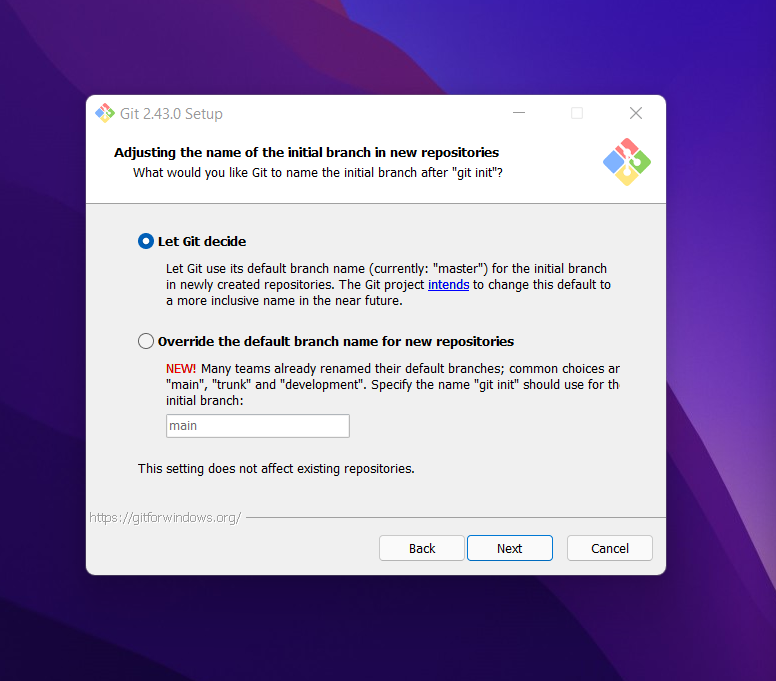 Git 2.43.0 Setup
Adjusting the name of the initial branch in new repositories
What would you like Git to name the initial branch after "git init"?
Let Git decide
Let Git use its default branch name (currently: "master") for the initial branch
in newly created repositories. The Git project intends to change this default to
a more inclusive name in the near future.
Override the default branch name for new repositories
NEW! Many teams already renamed their default branches; common choices ar
"main", "trunk" and "development". Specify the name "git init" should use for th
initial branch:
main
This setting does not affect existing repositories.
https://gitforwindows.org/
Back Next Cancel